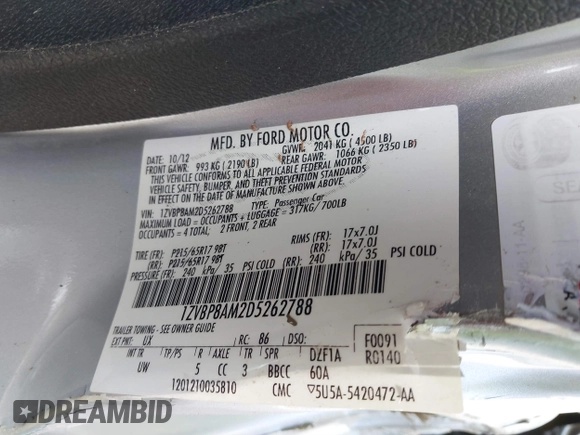 MFD. BY FORD MOTOR CO.
DATE: 10/12 GVWR: 2041 KG (4500 LB)
FRONT GAWR: 993 KG (2190 LB) REAR GAWR: 1066 KG (2350 LB)
THIS VEHICLE CONFORMS TO ALL APPLICABLE FEDERAL MOTOR
VEHICLE SAFETY, BUMPER, AND THEFT PREVENTION STANDARDS
IN EFFECT ON THE DATE OF MANUFACTURE SHOWN ABOVE.
VIN: 1ZVBP8AM2D5262788 TYPE: Passenger Car
MAXIMUM LOAD = OCCUPANTS + LUGGAGE = 317KG/700LB
OCCUPANTS = 4 TOTAL, 2 FRONT, 2 REAR
TIRE (FR): P215/65R17 98T RIMS (FR): 17x7.0J
(RR): P215/65R17 98T (RR): 17x7.0J
PRESSURE (FR): 240 kPa/ 35 PSI COLD (RR): 240 kPa/ 35 PSI COLD
1ZVBP8AM2D5262788
TRAILER TOWING - SEE OWNER GUIDE
EXT PNT: UX RC: 86 DSO: F0091
INT TR TP/PS R AXLE TR SPR DZF1A R0140
UW 5 CC 3 BBCC 60A
1201210035810 CMC ▽5U5A-5420472-AA
SE
AUTOBIDMASTER